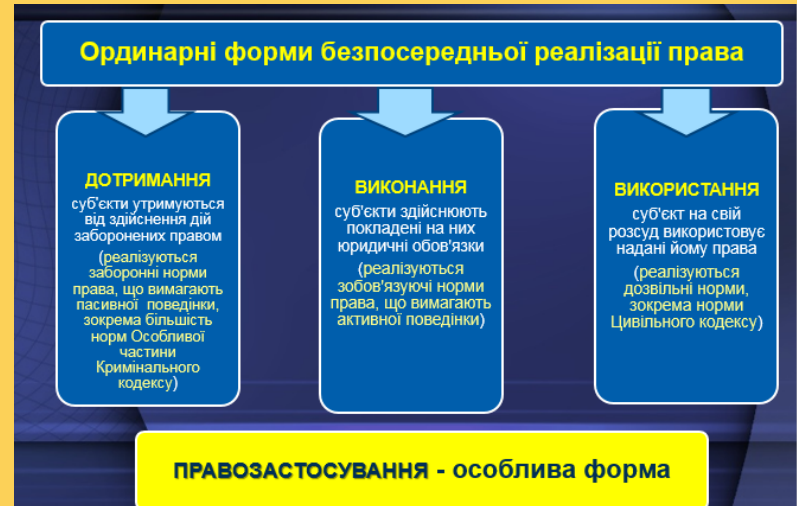 Ординарні форми безпосередньої реалізації права
ДОТРИМАННЯ
суб'єкти утримуються
від здійснення дій
заборонених правом
(реалізуються
заборонні норми
права, що вимагають
пасивної поведінки,
зокрема більшість
норм Особливої
частини
Кримінального
кодексу)
ВИКОНАННЯ
суб'єкти здійснюють
покладені на них
юридичні обов'язки
(реалізуються
зобов'язуючі норми
права, що вимагають
активної поведінки)
ВИКОРИСТАННЯ
суб'єкт на свій
розсуд використовує
надані йому права
(реалізуються
дозвільні норми,
зокрема норми
Цивільного кодексу)
ПРАВОЗАСТОСУВАННЯ - особлива форма